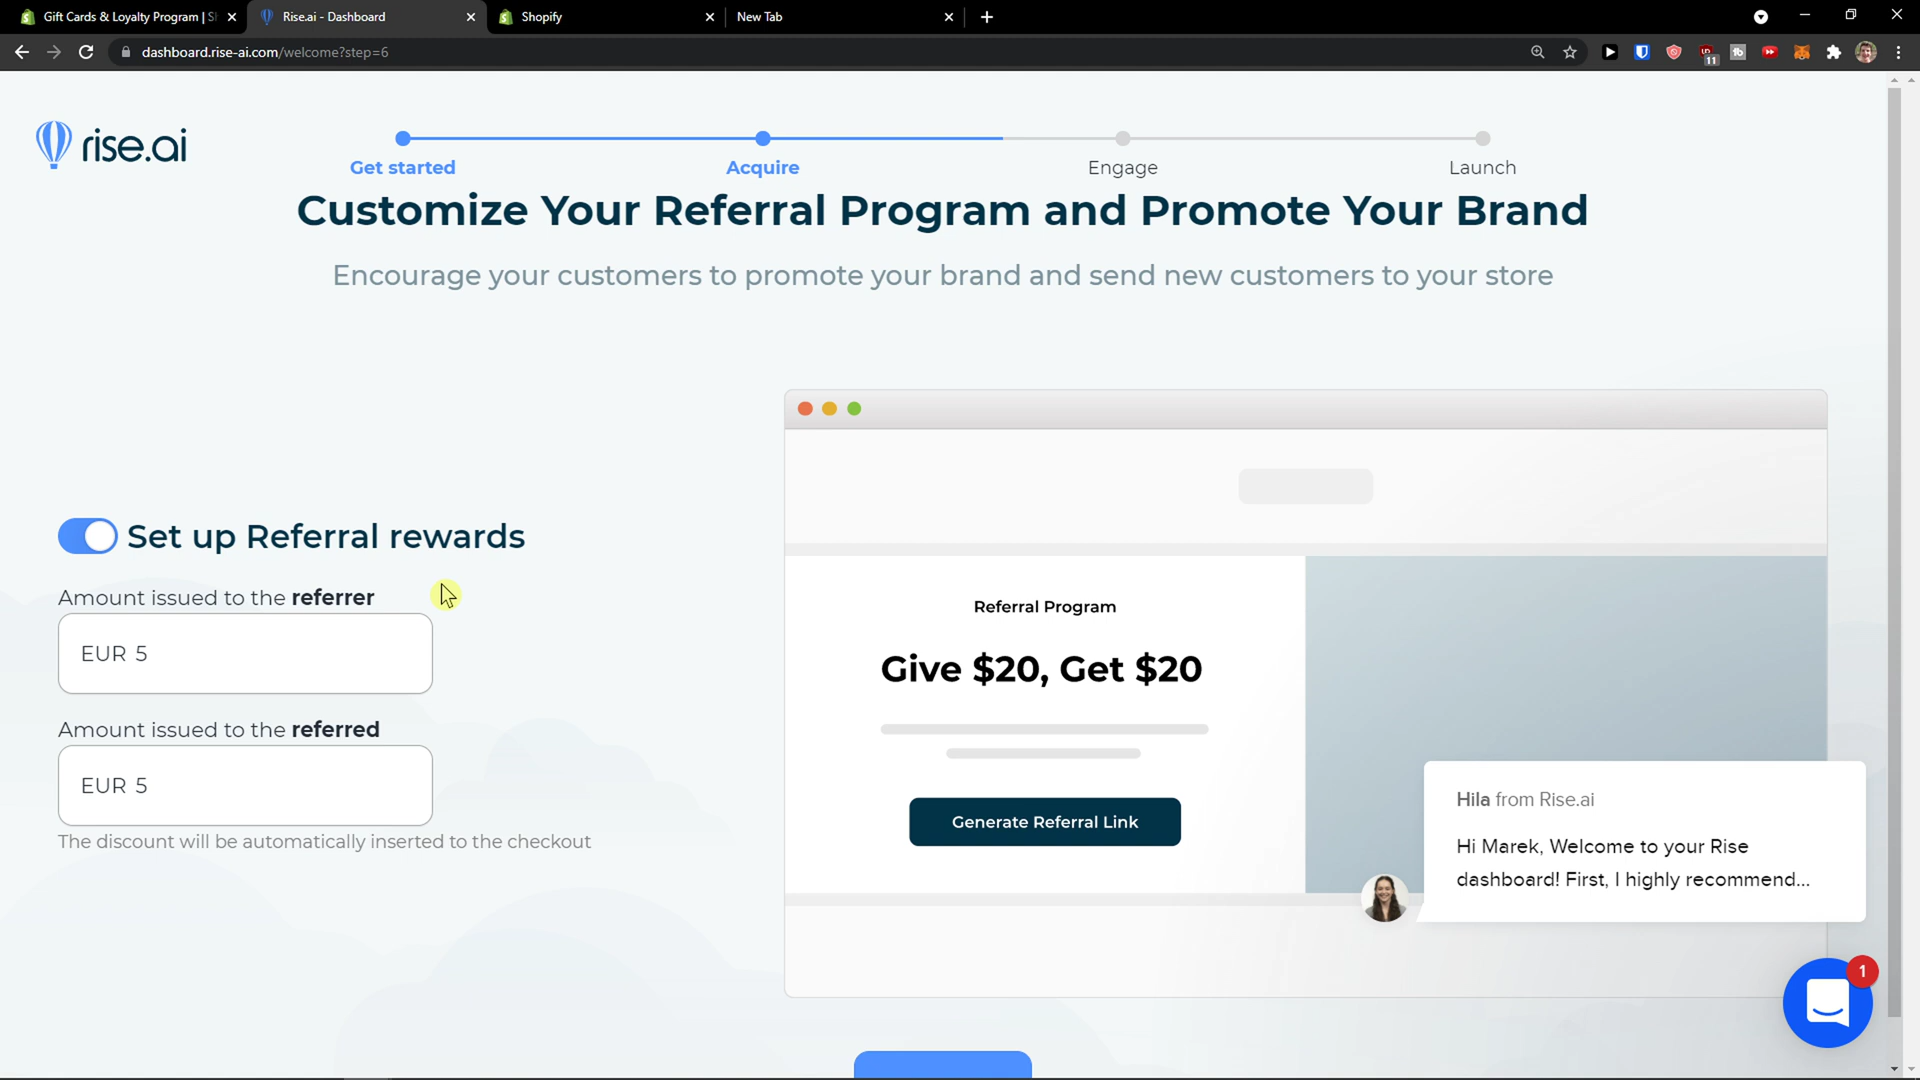 Gift Cards & Loyalty Program | S
Rise.ai - Dashboard
Shopify
New Tab
dashboard.rise-ai.com/welcome?step=6
11
rise.ai
Get started
Acquire
Engage
Launch
Customize Your Referral Program and Promote Your Brand
Encourage your customers to promote your brand and send new customers to your store
Set up Referral rewards
Amount issued to the referrer
EUR 5
Amount issued to the referred
EUR 5
The discount will be automatically inserted to the checkout
Referral Program
Give $20, Get $20
Generate Referral Link
Hila from Rise.ai
Hi Marek, Welcome to your Rise
dashboard! First, I highly recommend...
1